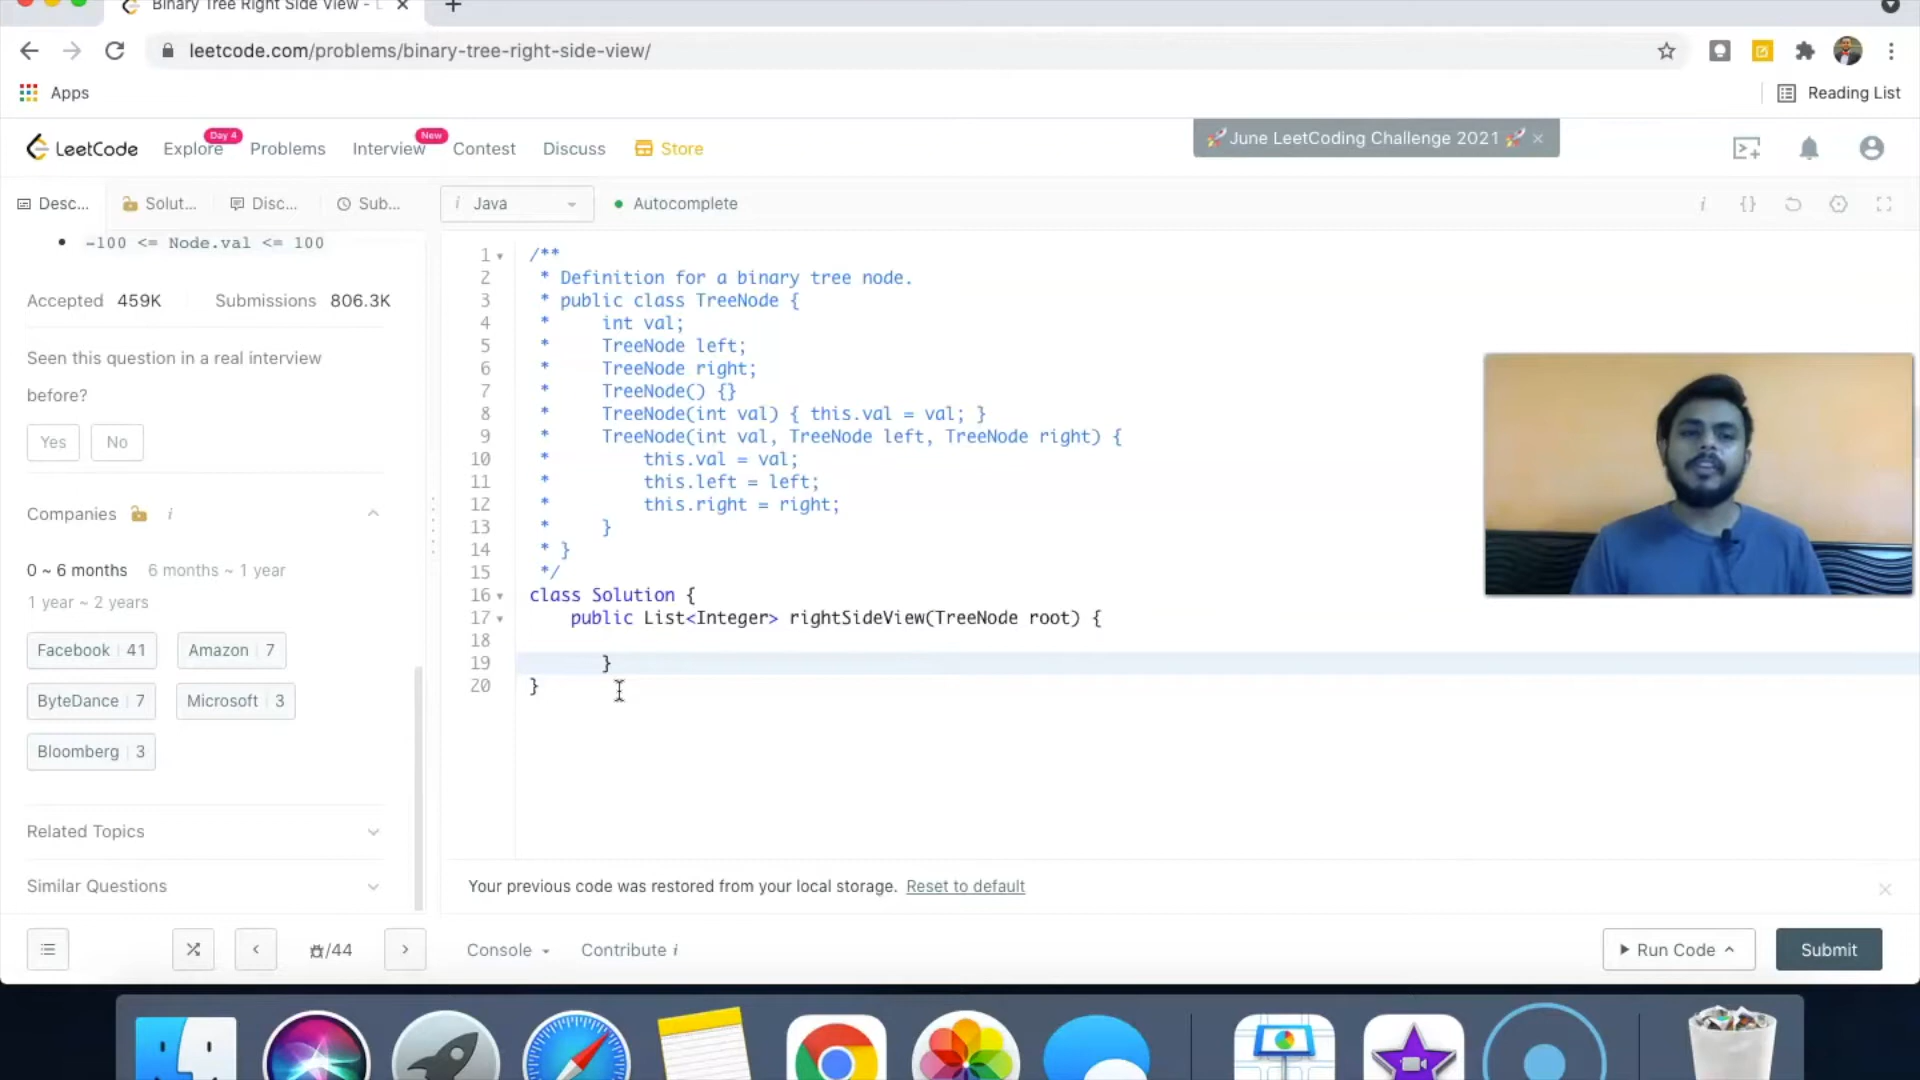 Binary Tree Right Side View - L
leetcode.com/problems/binary-tree-right-side-view/
Apps
Reading List
LeetCode
Explore
Day 4
Problems
Interview
New
Contest
Discuss
Store
🚀 June LeetCoding Challenge 2021 🚀
Desc...
Solut...
Disc...
Sub...
i Java
Autocomplete
-100 <= Node.val <= 100
Accepted 459K Submissions 806.3K
Seen this question in a real interview
before?
Yes No
Companies i
0 ~ 6 months 6 months ~ 1 year
1 year ~ 2 years
Facebook 41 Amazon 7
ByteDance 7 Microsoft 3
Bloomberg 3
Related Topics
Similar Questions
1 /**
2 * Definition for a binary tree node.
3 * public class TreeNode {
4 * int val;
5 * TreeNode left;
6 * TreeNode right;
7 * TreeNode() {}
8 * TreeNode(int val) { this.val = val; }
9 * TreeNode(int val, TreeNode left, TreeNode right) {
10 * this.val = val;
11 * this.left = left;
12 * this.right = right;
13 * }
14 * }
15 */
16 class Solution {
17 public List<Integer> rightSideView(TreeNode root) {
18
19 }
20 }
Your previous code was restored from your local storage. Reset to default
/44
Console
Contribute i
Run Code
Submit